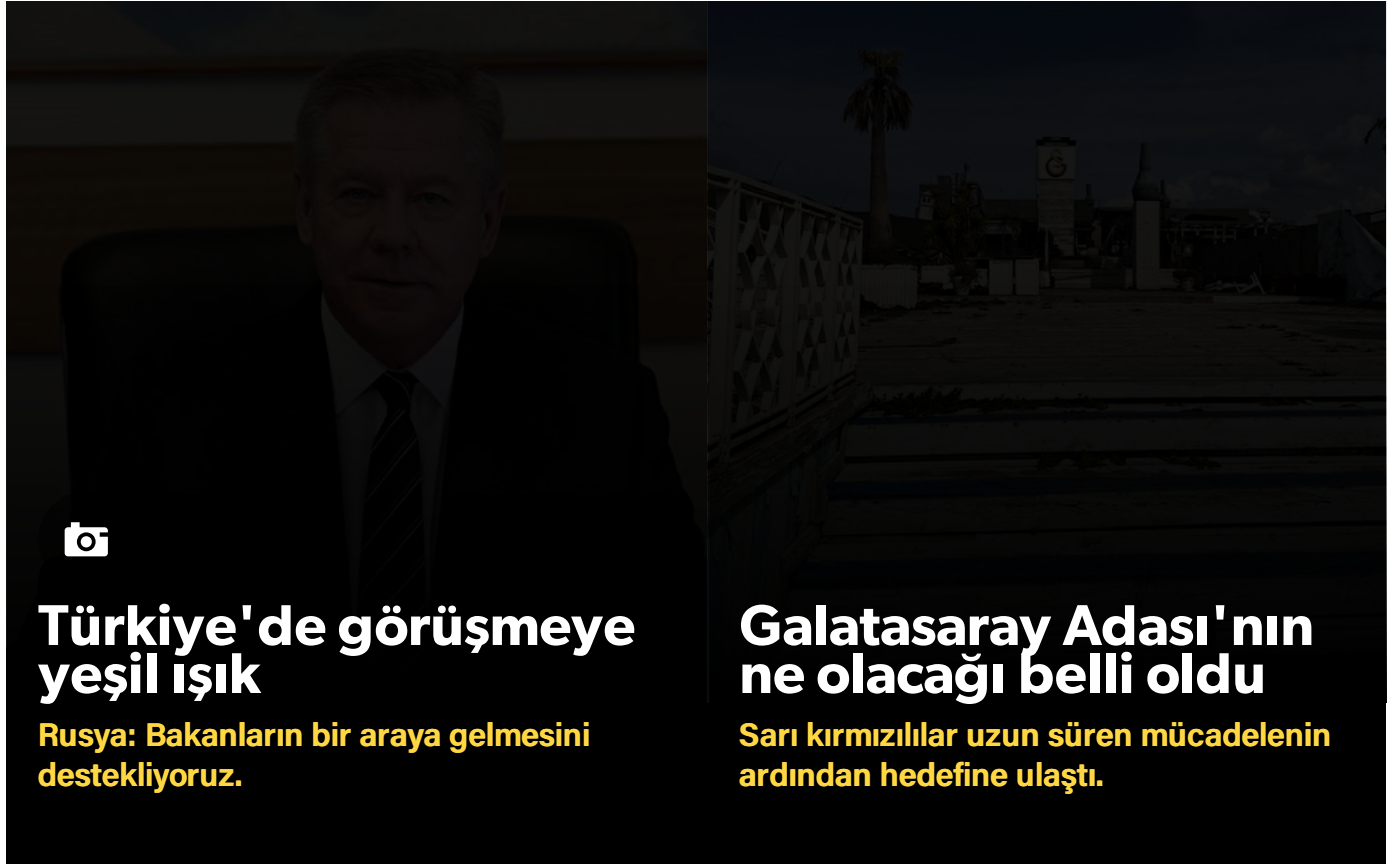 Türkiye'de görüşmeye
yeşil ışık
Rusya: Bakanların bir araya gelmesini
destekliyoruz.
Galatasaray Adası'nın
ne olacağı belli oldu
Sarı kırmızılılar uzun süren mücadelenin
ardından hedefine ulaştı.